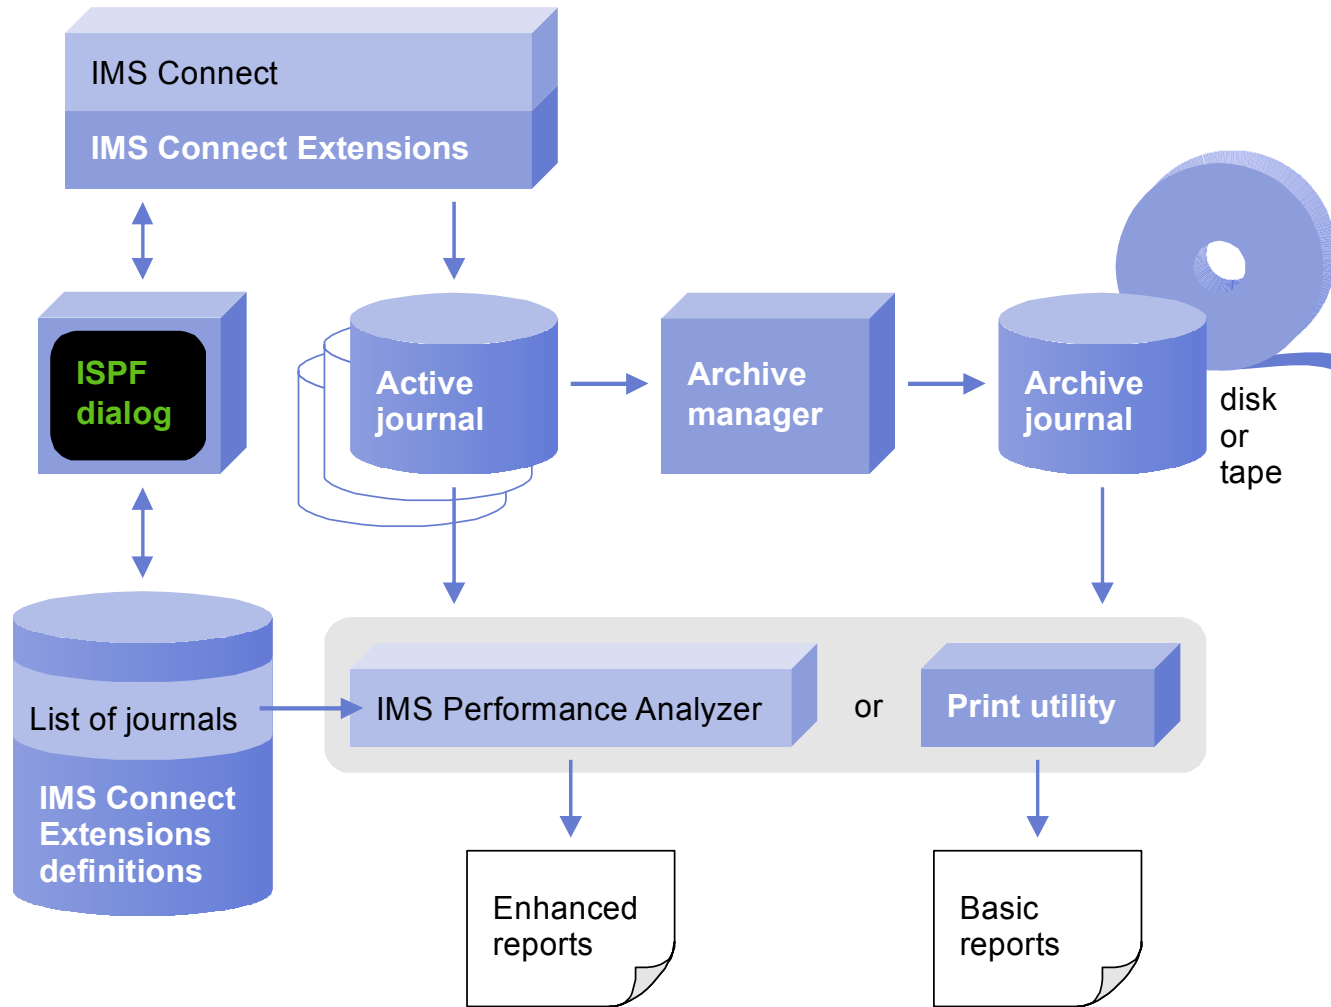 IMS Connect
IMS Connect Extensions
ISPF
dialog
Active
journal
Archive
manager
Archive
journal
disk
or
tape
List of journals
IMS Connect
Extensions
definitions
IMS Performance Analyzer
or
Print utility
Enhanced
reports
Basic
reports